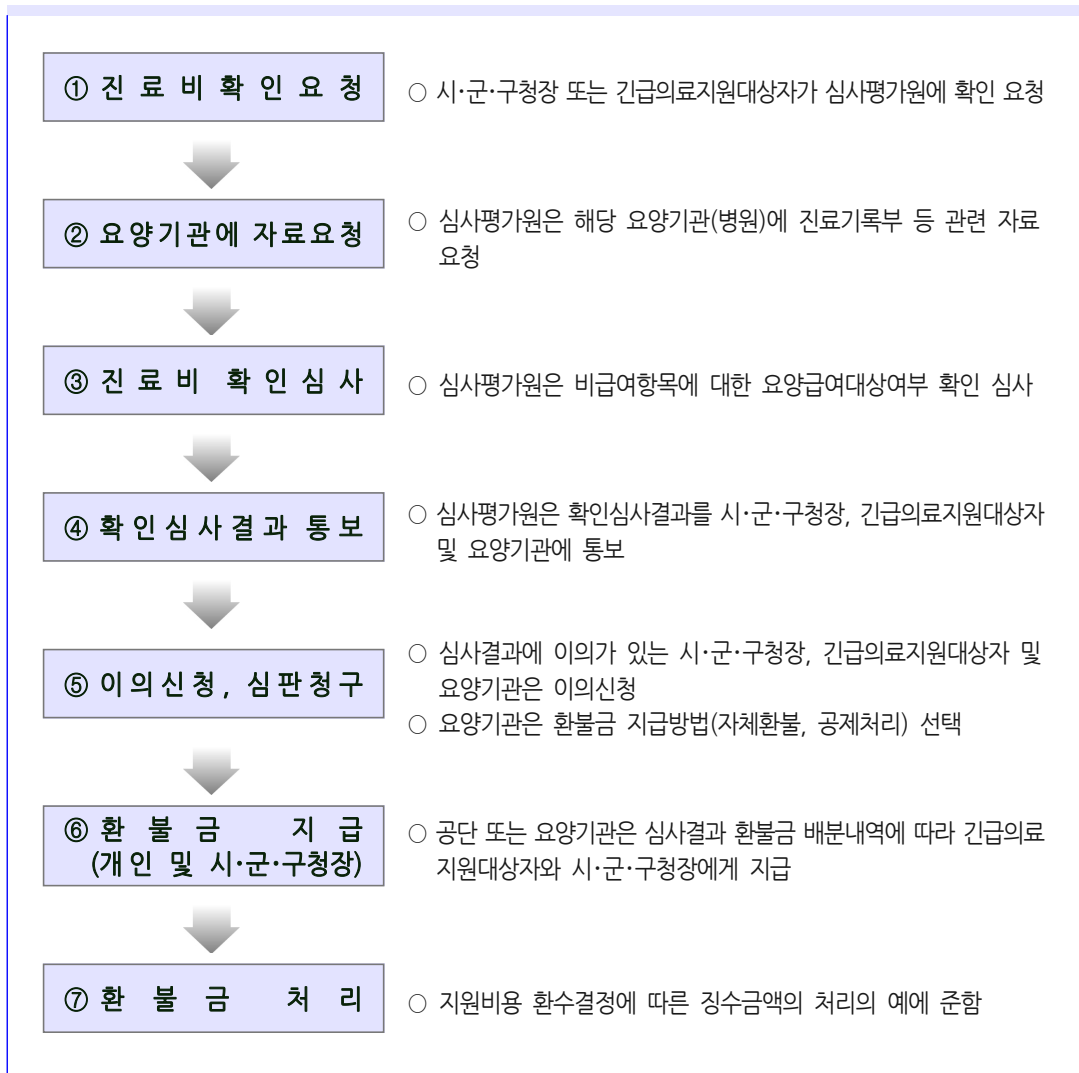 ① 진료비확인요청
○ 시･군･구청장 또는 긴급의료지원대상자가 심사평가원에 확인 요청
② 요양기관에 자료요청
○ 심사평가원은 해당 요양기관(병원)에 진료기록부 등 관련 자료
요청
③ 진료비 확인심사
○ 심사평가원은 비급여항목에 대한 요양급여대상여부 확인 심사
④ 확인심사결과 통보
○ 심사평가원은 확인심사결과를 시･군･구청장, 긴급의료지원대상자
및 요양기관에 통보
⑤ 이의신청, 심판청구
○ 심사결과에 이의가 있는 시･군･구청장, 긴급의료지원대상자 및
요양기관은 이의신청
○ 요양기관은 환불금 지급방법(자체환불, 공제처리) 선택
⑥ 환불금 지급
(개인 및 시･군･구청장)
○ 공단 또는 요양기관은 심사결과 환불금 배분내역에 따라 긴급의료
지원대상자와 시･군･구청장에게 지급
⑦ 환불금 처리
○ 지원비용 환수결정에 따른 징수금액의 처리의 예에 준함